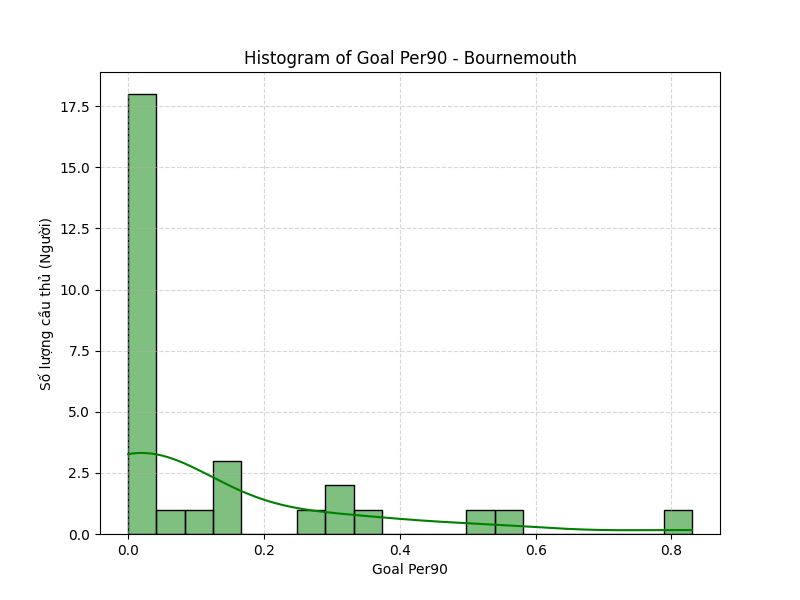 Histogram of Goal Per90 - Bournemouth
Số lượng cầu thủ (Người)
17.5
15.0
12.5
10.0
7.5
5.0
2.5
0.0
0.0 0.2 0.4 0.6 0.8
Goal Per90